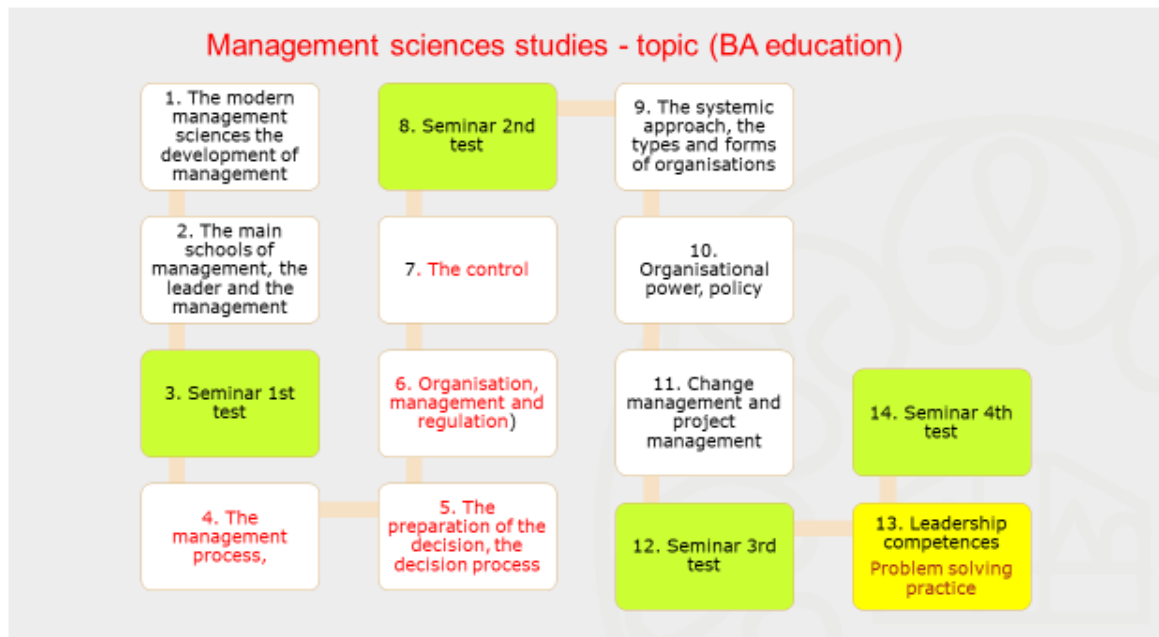 Management sciences studies - topic (BA education)
1. The modern
management
sciences the
development of
management
2. The main
schools of
management, the
leader and the
management
3. Seminar 1st
test
4. The
management
process,
5. The
preparation of the
decision, the
decision process
6. Organisation,
management and
regulation)
7. The control
8. Seminar 2nd
test
9. The systemic
approach, the
types and forms
of organisations
10.
Organisational
power, policy
11. Change
management and
project
management
12. Seminar 3rd
test
13. Leadership
competences
Problem solving
practice
14. Seminar 4th
test